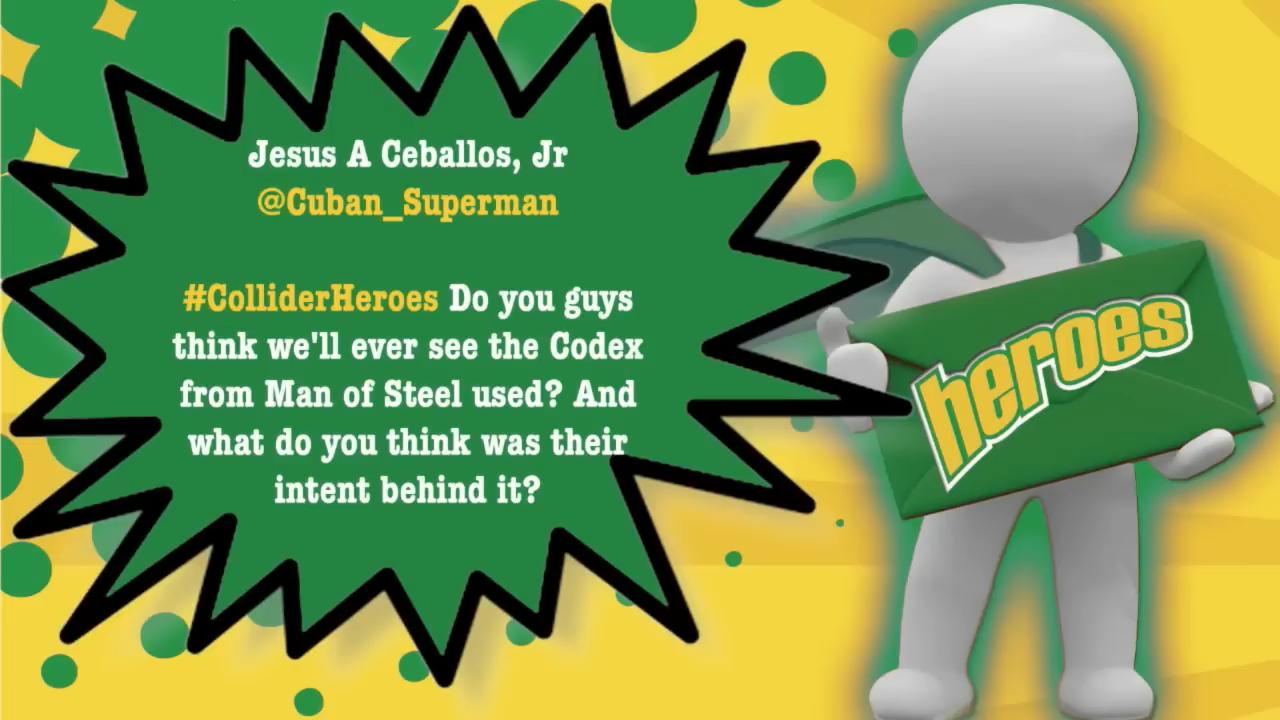 Jesus A Ceballos, Jr
@Cuban_Superman
#ColliderHeroes Do you guys
think we'll ever see the Codex
from Man of Steel used? And
what do you think was their
intent behind it?
heroes